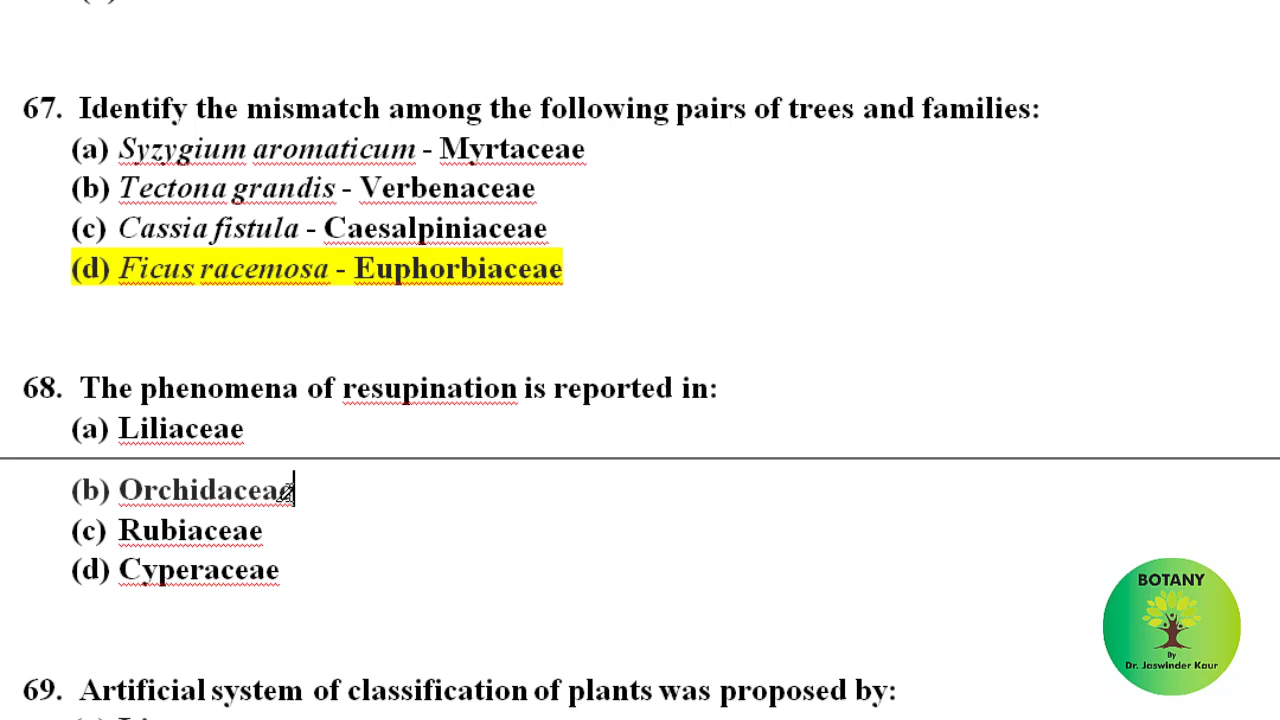 67. Identify the mismatch among the following pairs of trees and families:
(a) Syzygium aromaticum - Myrtaceae
(b) Tectona grandis - Verbenaceae
(c) Cassia fistula - Caesalpiniaceae
(d) Ficus racemosa - Euphorbiaceae
68. The phenomena of resupination is reported in:
(a) Liliaceae
(b) Orchidaceae
(c) Rubiaceae
(d) Cyperaceae
BOTANY
By
Dr. Jaswinder Kaur
69. Artificial system of classification of plants was proposed by: